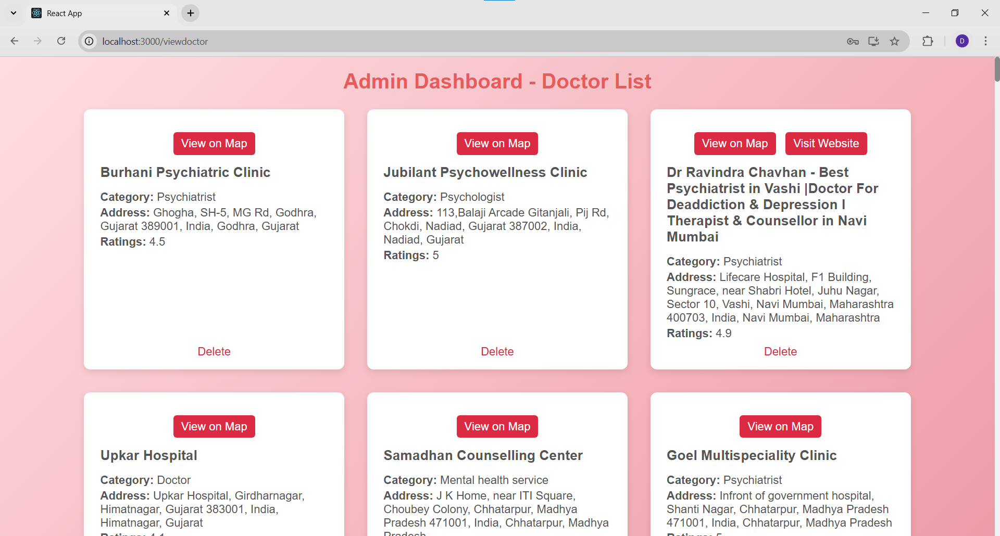 React App
localhost:3000/viewdoctor
D
Admin Dashboard - Doctor List
View on Map
Burhani Psychiatric Clinic
Category: Psychiatrist
Address: Ghogha, SH-5, MG Rd, Godhra,
Gujarat 389001, India, Godhra, Gujarat
Ratings: 4.5
Delete
View on Map
Jubilant Psychowellness Clinic
Category: Psychologist
Address: 113,Balaji Arcade Gitanjali, Pij Rd,
Chokdi, Nadiad, Gujarat 387002, India,
Nadiad, Gujarat
Ratings: 5
Delete
View on Map Visit Website
Dr Ravindra Chavhan - Best
Psychiatrist in Vashi |Doctor For
Deaddiction & Depression I
Therapist & Counsellor in Navi
Mumbai
Category: Psychiatrist
Address: Lifecare Hospital, F1 Building,
Sungrace, near Shabri Hotel, Juhu Nagar,
Sector 10, Vashi, Navi Mumbai, Maharashtra
400703, India, Navi Mumbai, Maharashtra
Ratings: 4.9
Delete
View on Map
Upkar Hospital
Category: Doctor
Address: Upkar Hospital, Girdharnagar,
Himatnagar, Gujarat 383001, India,
Himatnagar, Gujarat
Ratings: 4.1
View on Map
Samadhan Counselling Center
Category: Mental health service
Address: J K Home, near ITI Square,
Choubey Colony, Chhatarpur, Madhya
Pradesh 471001, India, Chhatarpur, Madhya
Pradesh
View on Map
Goel Multispeciality Clinic
Category: Psychiatrist
Address: Infront of government hospital,
Shanti Nagar, Chhatarpur, Madhya Pradesh
471001, India, Chhatarpur, Madhya Pradesh
Ratings: 5